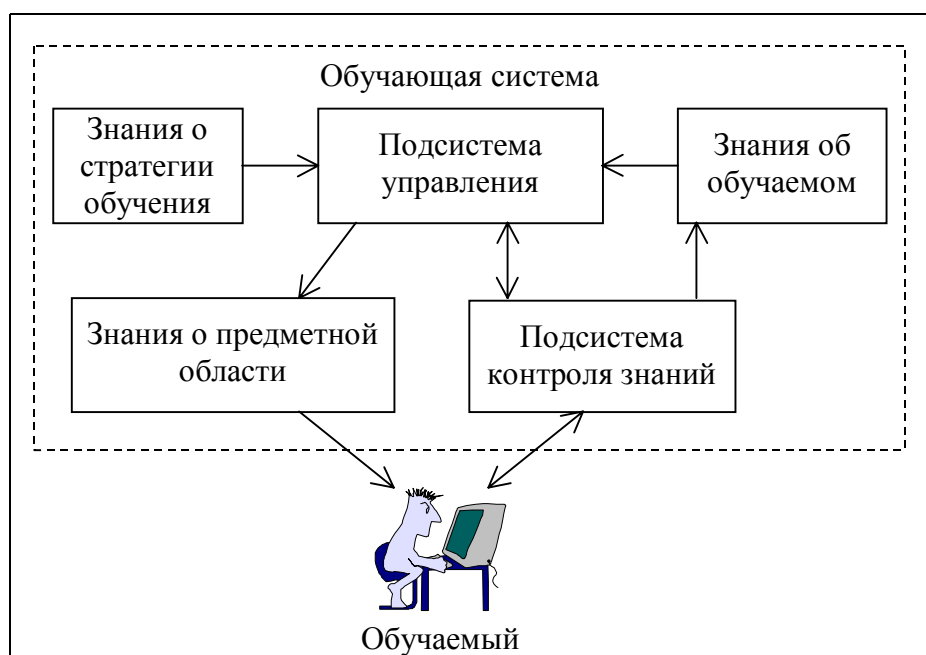 Обучающая система
Знания о
стратегии
обучения
Подсистема
управления
Знания об
обучаемом
Знания о предметной
области
Подсистема
контроля знаний
Обучаемый